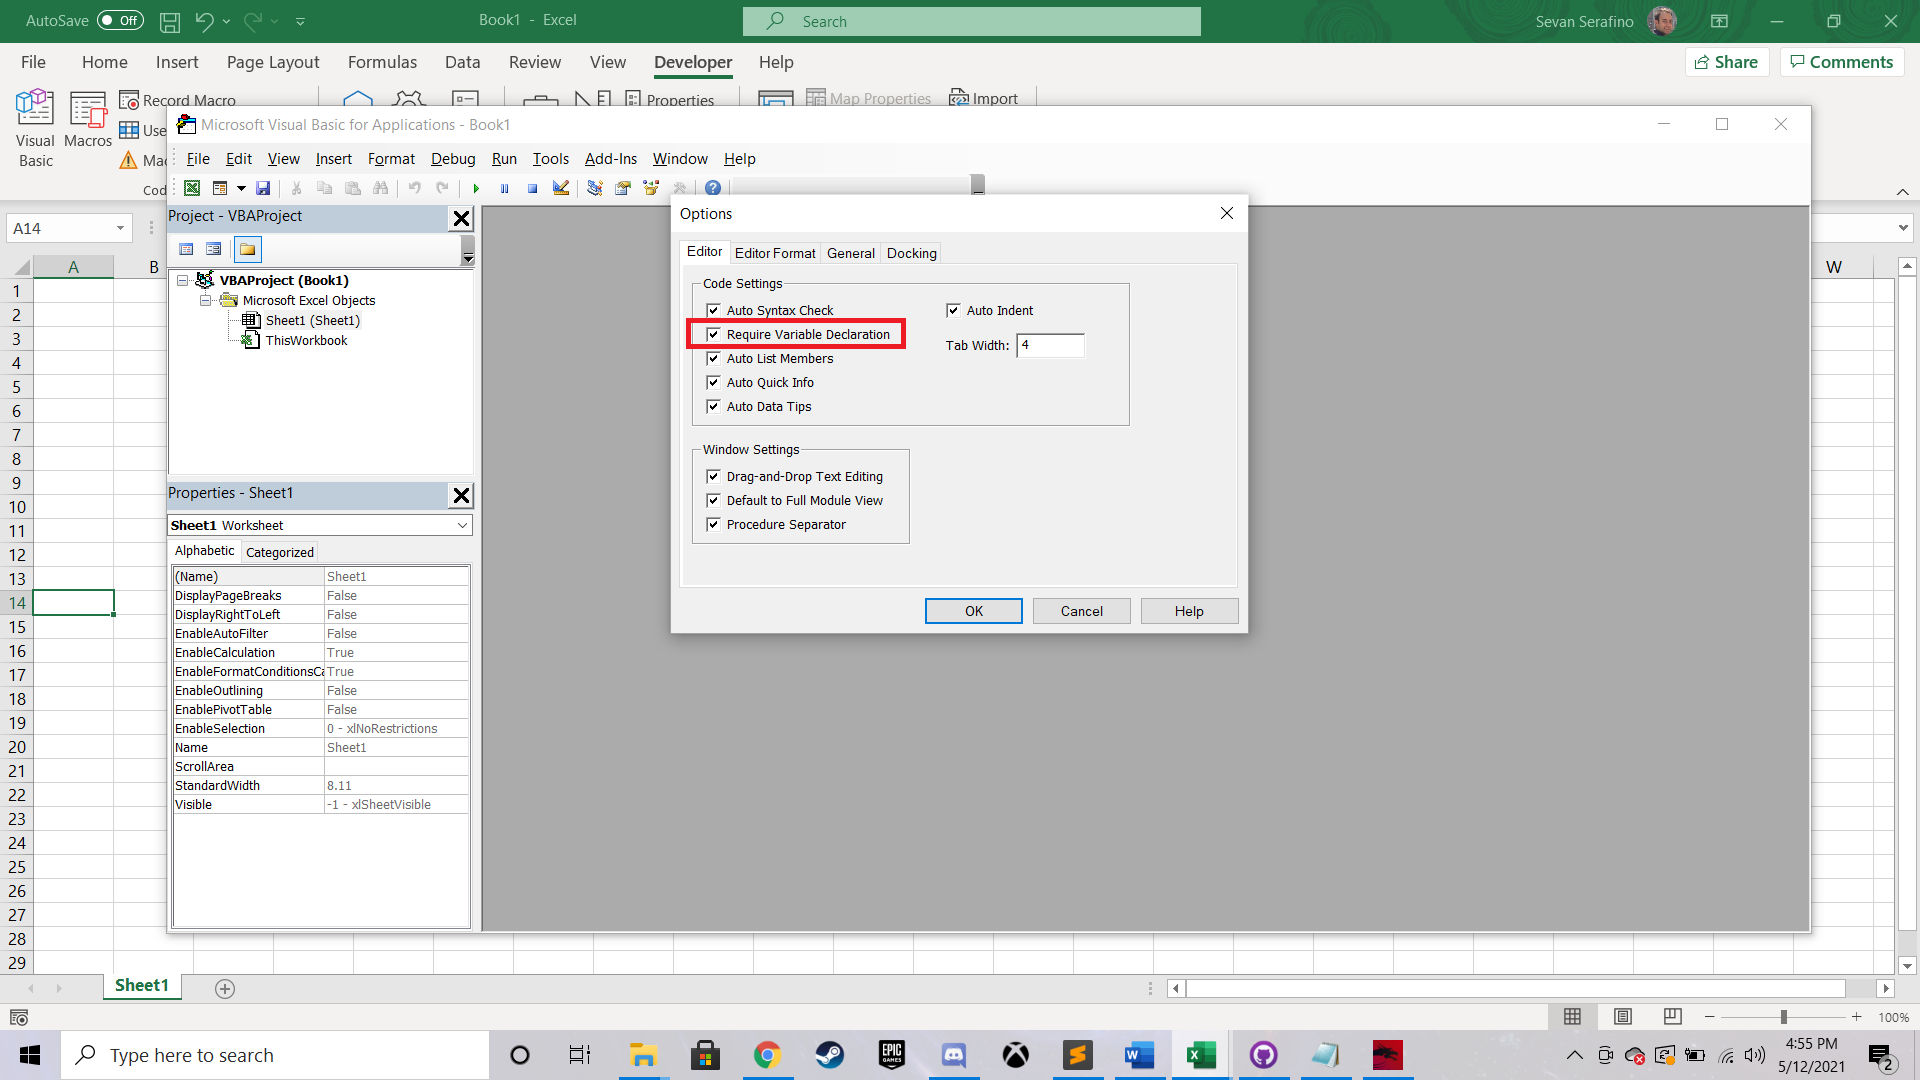 AutoSave Off
Book1 - Excel
Search
Sevan Serafino
File Home Insert Page Layout Formulas Data Review View Developer Help
Share Comments
Visual Basic
Macros
Record Macro
Use
Mac
Cod
Properties
Map Properties
Import
Microsoft Visual Basic for Applications - Book1
File Edit View Insert Format Debug Run Tools Add-Ins Window Help
A14
Project - VBAProject
VBAProject (Book1)
Microsoft Excel Objects
Sheet1 (Sheet1)
ThisWorkbook
Properties - Sheet1
Sheet1 Worksheet
Alphabetic Categorized
(Name) Sheet1
DisplayPageBreaks False
DisplayRightToLeft False
EnableAutoFilter False
EnableCalculation True
EnableFormatConditionsCa True
EnableOutlining False
EnablePivotTable False
EnableSelection 0 - xlNoRestrictions
Name Sheet1
ScrollArea
StandardWidth 8.11
Visible -1 - xlSheetVisible
Options
Editor Editor Format General Docking
Code Settings
Auto Syntax Check
Require Variable Declaration
Auto List Members
Auto Quick Info
Auto Data Tips
Auto Indent
Tab Width: 4
Window Settings
Drag-and-Drop Text Editing
Default to Full Module View
Procedure Separator
OK Cancel Help
A B W
1
2
3
4
5
6
7
8
9
10
11
12
13
14
15
16
17
18
19
20
21
22
23
24
25
26
27
28
29
Sheet1
100%
Type here to search
EPIC GAMES
4:55 PM
5/12/2021
2